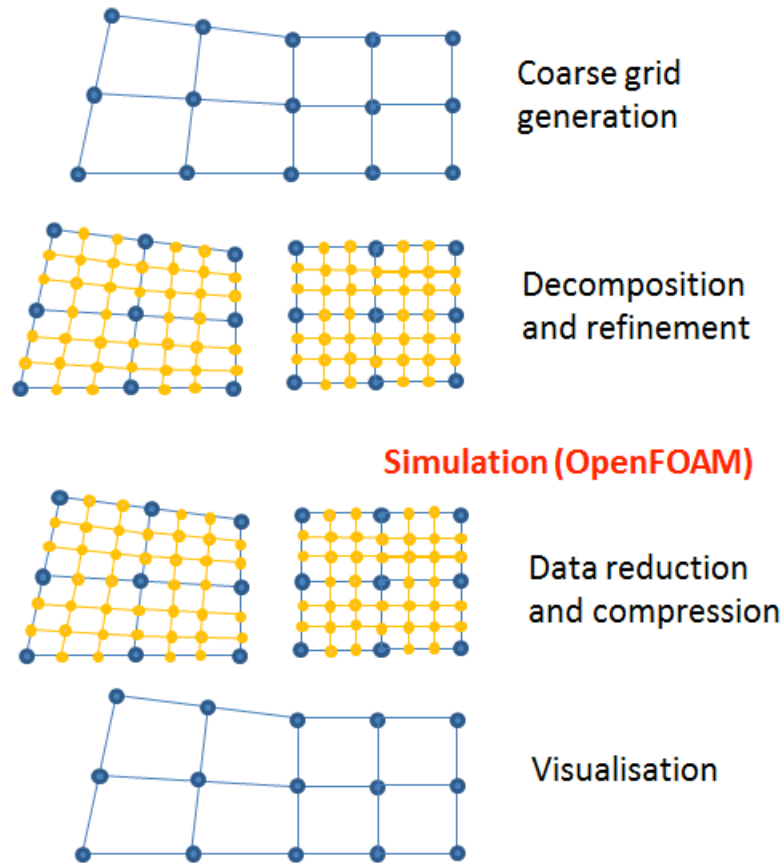 Coarse grid
generation
Decomposition
and refinement
Simulation (OpenFOAM)
Data reduction
and compression
Visualisation